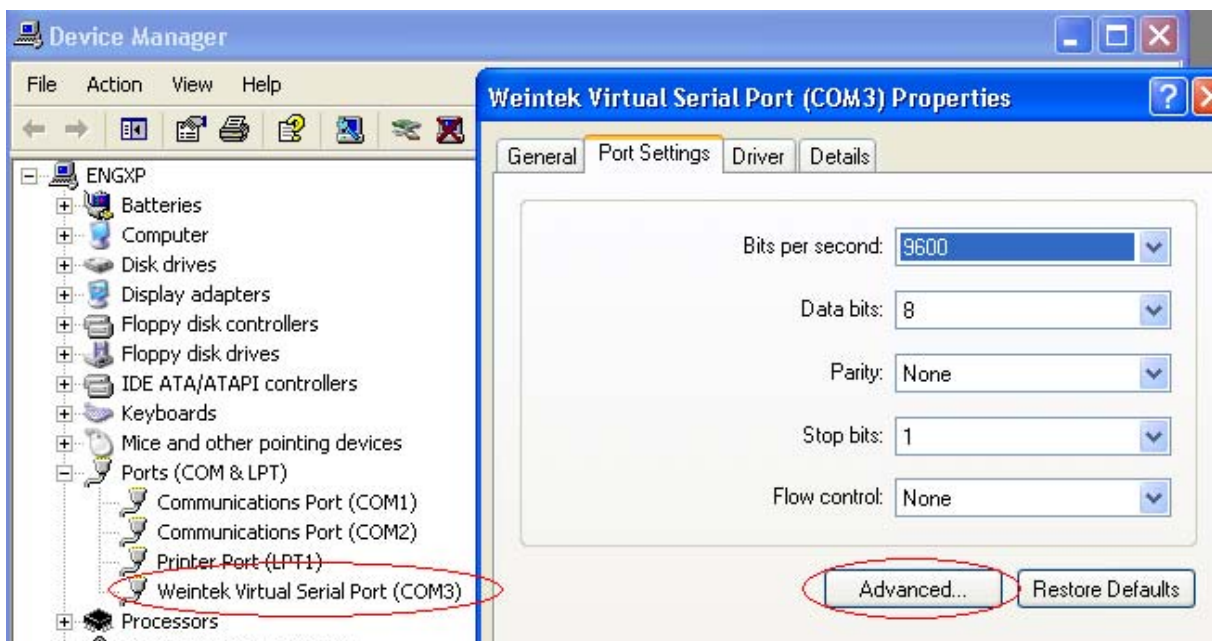 Device Manager
File Action View Help
ENGXP
Batteries
Computer
Disk drives
Display adapters
Floppy disk controllers
Floppy disk drives
IDE ATA/ATAPI controllers
Keyboards
Mice and other pointing devices
Ports (COM & LPT)
Communications Port (COM1)
Communications Port (COM2)
Printer Port (LPT1)
Weintek Virtual Serial Port (COM3)
Processors
Weintek Virtual Serial Port (COM3) Properties
General Port Settings Driver Details
Bits per second: 9600
Data bits: 8
Parity: None
Stop bits: 1
Flow control: None
Advanced... Restore Defaults